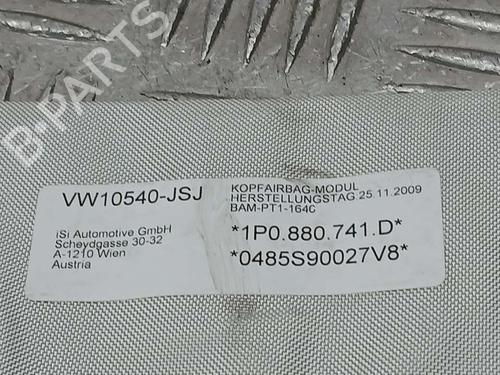 B-PARTS
VW10540-JSJ
iSi Automotive GmbH
Scheydgasse 30-32
A-1210 Wien
Austria
KOPFAIRBAG-MODUL
HERSTELLUNGSTAG 25.11.2009
BAM-PT1-1640
*1P0.880.741.D*
*0485S90027V8*